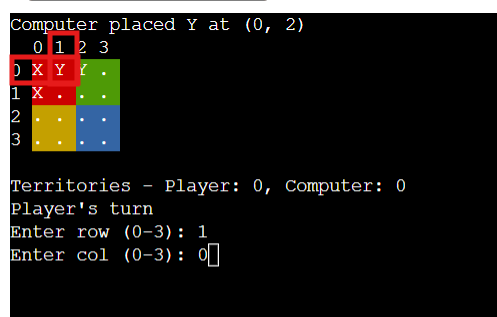 Computer placed Y at (0, 2)
0 1 2 3
0 X Y Y .
1 X . . .
2 . . . .
3 . . . .
Territories - Player: 0, Computer: 0
Player's turn
Enter row (0-3): 1
Enter col (0-3): 0